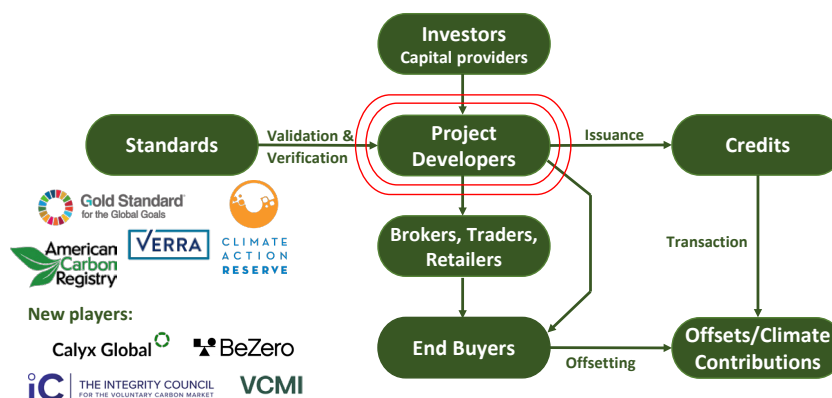 Investors
Capital providers
Standards
Validation &
Verification
Project
Developers
Issuance
Credits
Gold Standard
for the Global Goals
American
Carbon
Registry
VERRA
CLIMATE
ACTION
RESERVE
Brokers, Traders,
Retailers
Transaction
New players:
Calyx Global
BeZero
iC THE INTEGRITY COUNCIL
FOR THE VOLUNTARY CARBON MARKET
VCMI
End Buyers
Offsetting
Offsets/Climate
Contributions